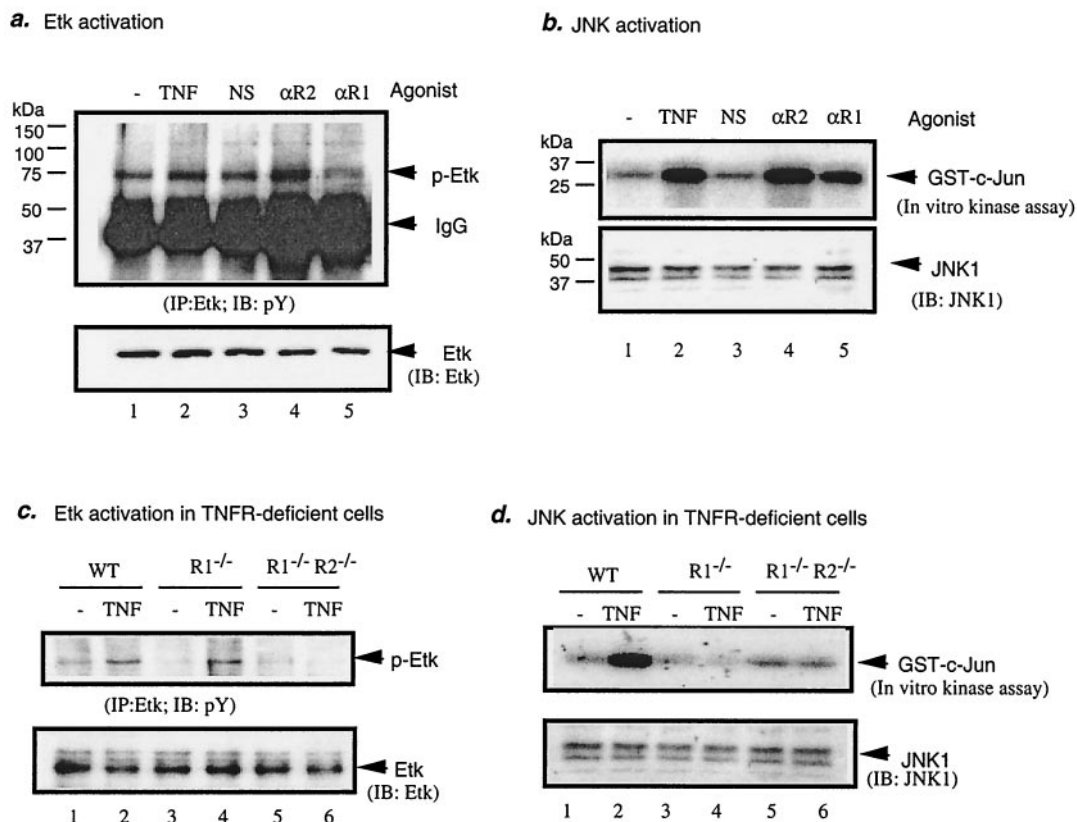 a. Etk activation
- TNF NS αR2 αR1 Agonist
kDa
150
100
75
50
37
p-Etk
IgG
(IP:Etk; IB: pY)
Etk
(IB: Etk)
1 2 3 4 5
b. JNK activation
- TNF NS αR2 αR1 Agonist
kDa
37
25
GST-c-Jun
(In vitro kinase assay)
kDa
50
37
JNK1
(IB: JNK1)
1 2 3 4 5
c. Etk activation in TNFR-deficient cells
WT R1-/- R1-/- R2-/-
- TNF - TNF - TNF
p-Etk
(IP:Etk; IB: pY)
Etk
(IB: Etk)
1 2 3 4 5 6
d. JNK activation in TNFR-deficient cells
WT R1-/- R1-/- R2-/-
- TNF - TNF - TNF
GST-c-Jun
(In vitro kinase assay)
JNK1
(IB: JNK1)
1 2 3 4 5 6